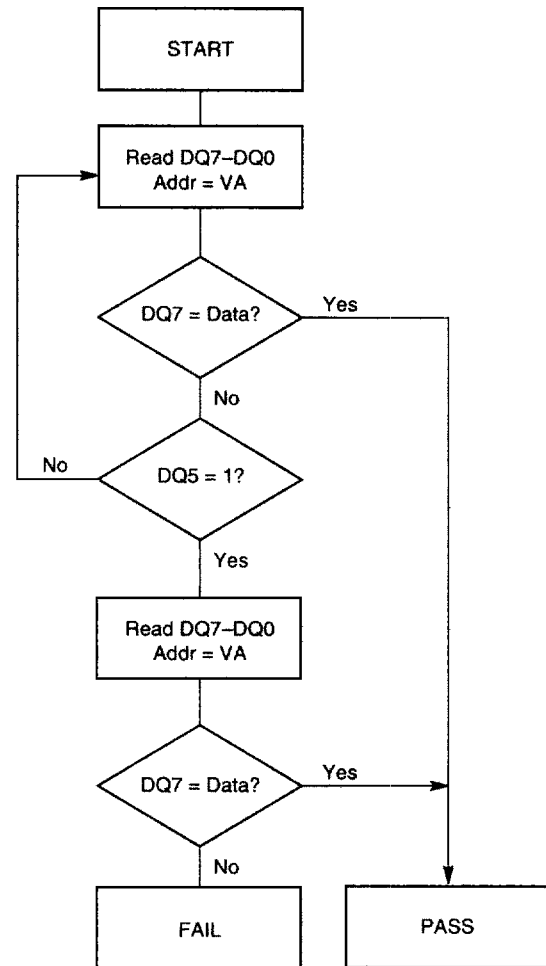 START
Read DQ7–DQ0
Addr = VA
DQ7 = Data?
Yes
No
No
DQ5 = 1?
Yes
Read DQ7–DQ0
Addr = VA
DQ7 = Data?
Yes
No
FAIL
PASS